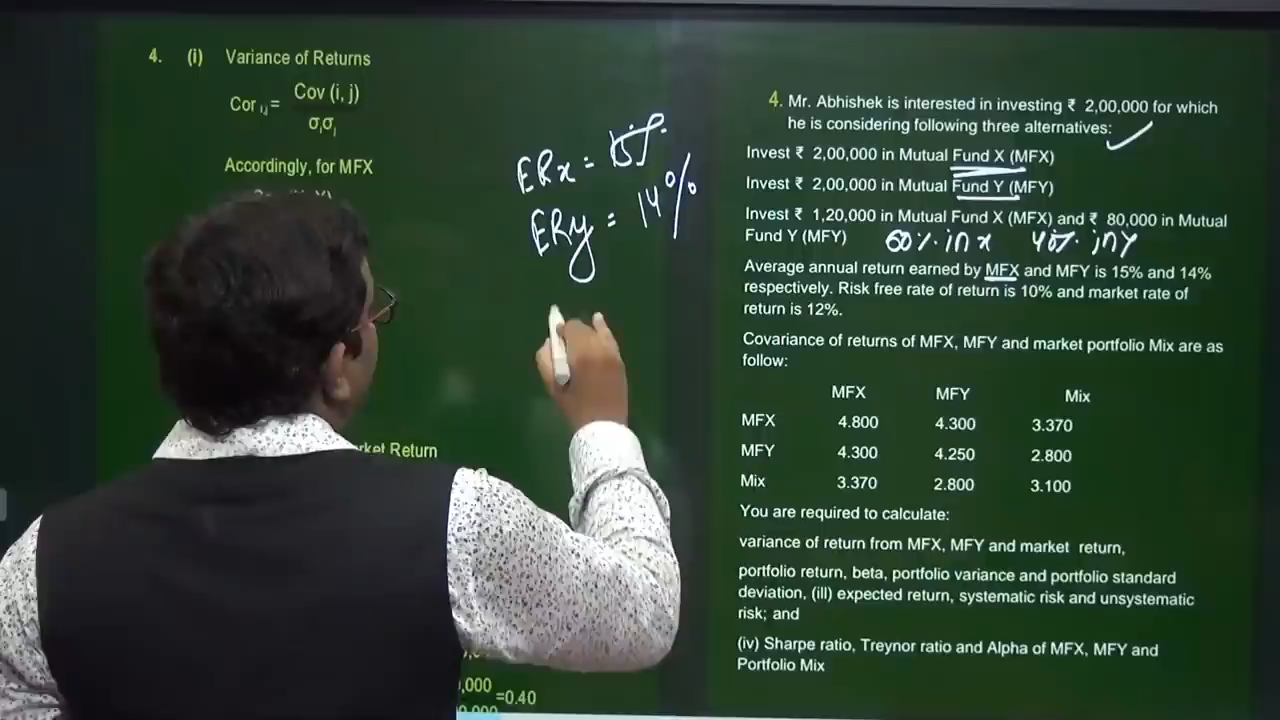 4. (i) Variance of Returns
Cor i,j = Cov (i, j)
σiσj
Accordingly, for MFX
rket Return
,000
=0.40
ERx = 15%
ERy = 14%
4. Mr. Abhishek is interested in investing ₹ 2,00,000 for which
he is considering following three alternatives:
Invest ₹ 2,00,000 in Mutual Fund X (MFX)
Invest ₹ 2,00,000 in Mutual Fund Y (MFY)
Invest ₹ 1,20,000 in Mutual Fund X (MFX) and ₹ 80,000 in Mutual
Fund Y (MFY) 60%. in x 40%. in y
Average annual return earned by MFX and MFY is 15% and 14%
respectively. Risk free rate of return is 10% and market rate of
return is 12%.
Covariance of returns of MFX, MFY and market portfolio Mix are as
follow:
MFX MFY Mix
MFX 4.800 4.300 3.370
MFY 4.300 4.250 2.800
Mix 3.370 2.800 3.100
You are required to calculate:
variance of return from MFX, MFY and market return,
portfolio return, beta, portfolio variance and portfolio standard
deviation, (ill) expected return, systematic risk and unsystematic
risk; and
(iv) Sharpe ratio, Treynor ratio and Alpha of MFX, MFY and
Portfolio Mix